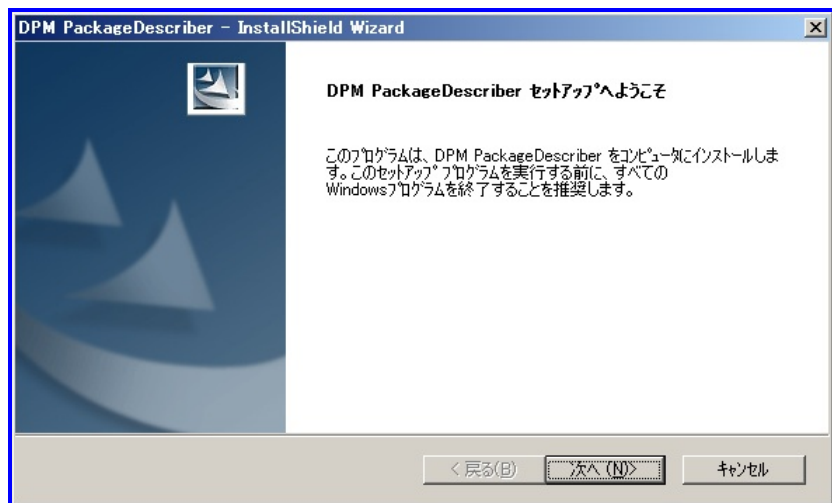 DPM PackageDescriber - InstallShield Wizard
DPM PackageDescriber セットアップへようこそ
このプログラムは、DPM PackageDescriber をコンピュータにインストールしま
す。このセットアップ プログラムを実行する前に、すべての
Windowsプログラムを終了することを推奨します。
< 戻る(B)
次へ (N)>
キャンセル